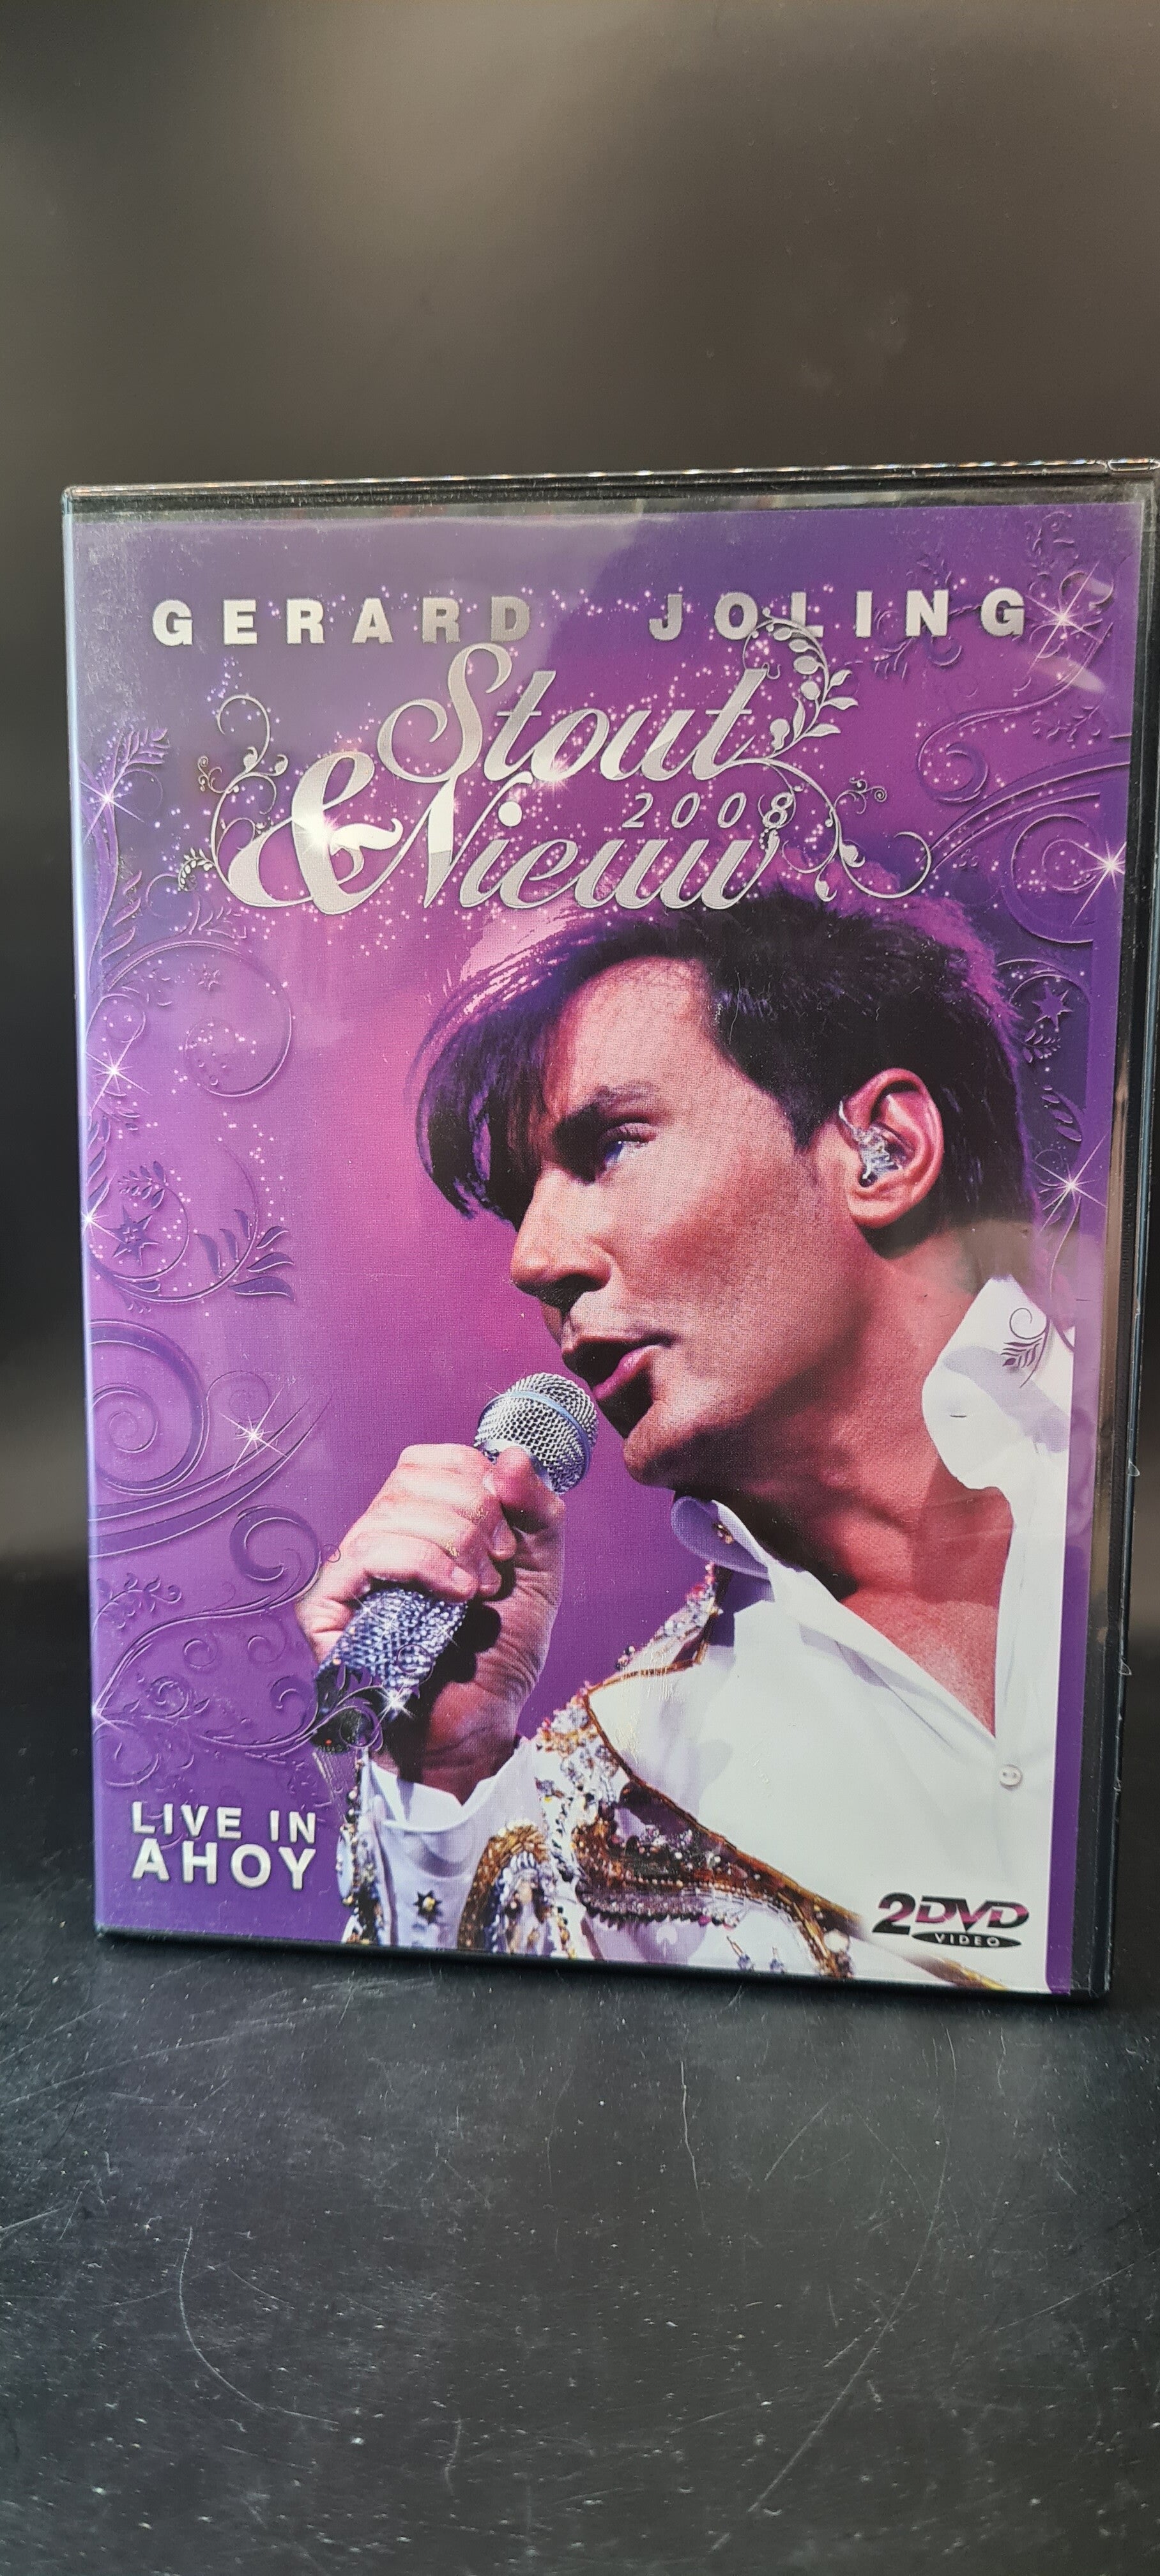 GERARD JOLING
Stout
2008
& Nieuw
LIVE IN
AHOY
2DVD
VIDEO